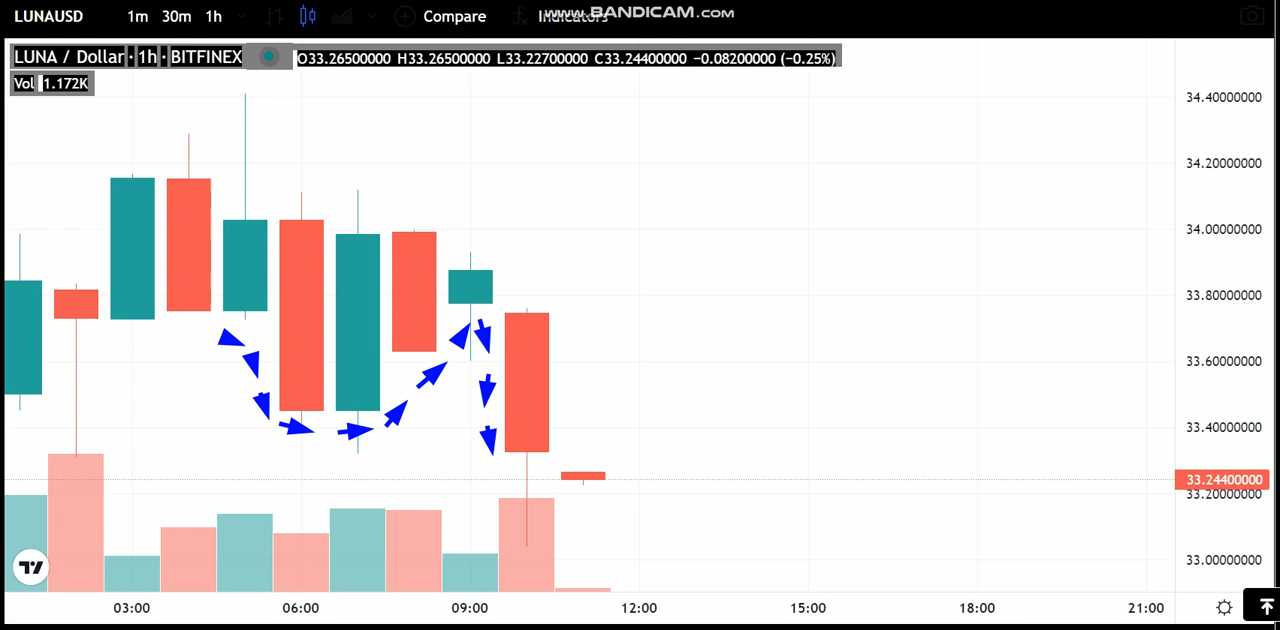 LUNAUSD 1m 30m 1h Compare Indicators
www.BANDICAM.com
LUNA / Dollar · 1h · BITFINEX O33.26500000 H33.26500000 L33.22700000 C33.24400000 −0.08200000 (−0.25%)
Vol 1.172K
34.40000000
34.20000000
34.00000000
33.80000000
33.60000000
33.40000000
33.24400000
33.20000000
33.00000000
03:00 06:00 09:00 12:00 15:00 18:00 21:00